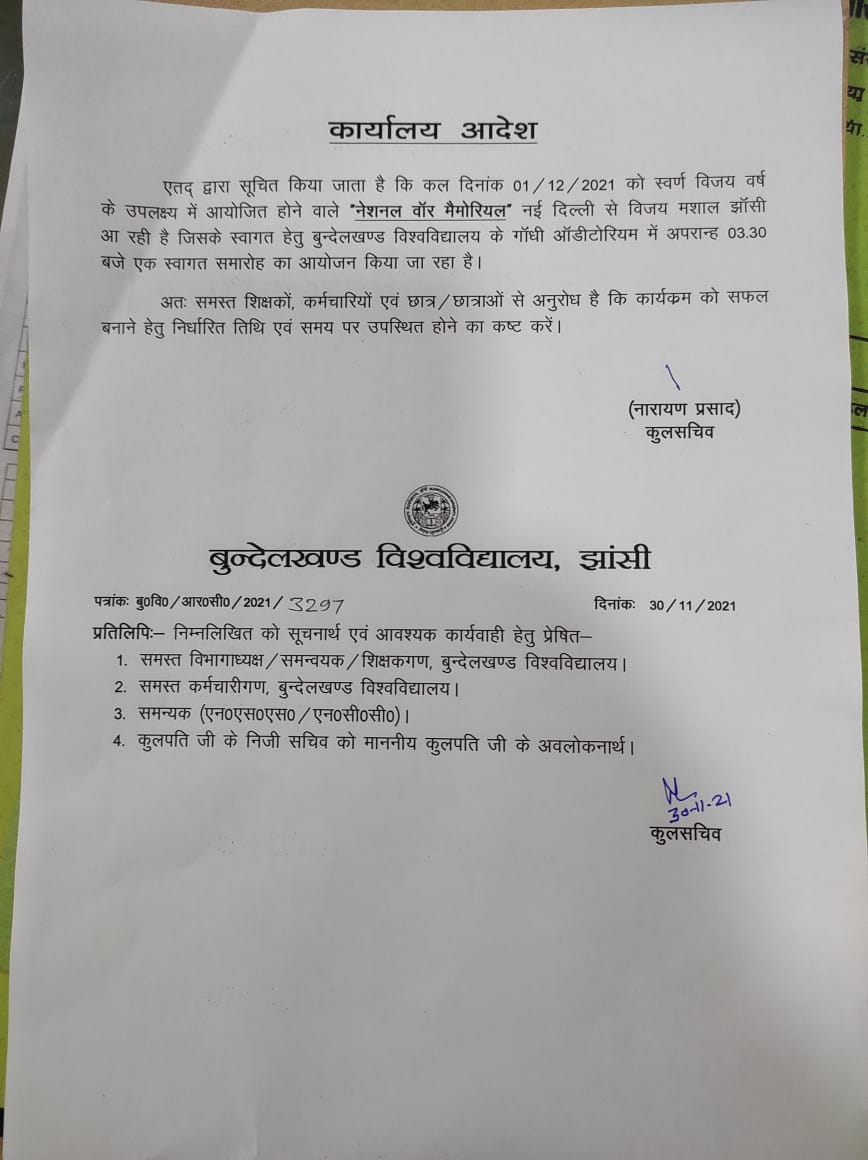 कार्यालय आदेश
एतद् द्वारा सूचित किया जाता है कि कल दिनांक 01/12/2021 को स्वर्ण विजय वर्ष
के उपलक्ष्य में आयोजित होने वाले "नेशनल वॉर मैमोरियल" नई दिल्ली से विजय मशाल झॉसी
आ रही है जिसके स्वागत हेतु बुन्देलखण्ड विश्वविद्यालय के गॉधी ऑडीटोरियम में अपरान्ह 03.30
बजे एक स्वागत समारोह का आयोजन किया जा रहा है।
अतः समस्त शिक्षकों, कर्मचारियों एवं छात्र/छात्राओं से अनुरोध है कि कार्यक्रम को सफल
बनाने हेतु निर्धारित तिथि एवं समय पर उपस्थित होने का कष्ट करें।
(नारायण प्रसाद)
कुलसचिव
बुन्देलखण्ड विश्वविद्यालय, झांसी
पत्रांकः बु0वि0/आर0सी0/2021/3297 दिनांकः 30/11/2021
प्रतिलिपिः– निम्नलिखित को सूचनार्थ एवं आवश्यक कार्यवाही हेतु प्रेषित–
1. समस्त विभागाध्यक्ष/समन्वयक/शिक्षकगण, बुन्देलखण्ड विश्वविद्यालय।
2. समस्त कर्मचारीगण, बुन्देलखण्ड विश्वविद्यालय।
3. समन्यक (एन0एस0एस0/एन0सी0सी0)।
4. कुलपति जी के निजी सचिव को माननीय कुलपति जी के अवलोकनार्थ।
30-11-21
कुलसचिव